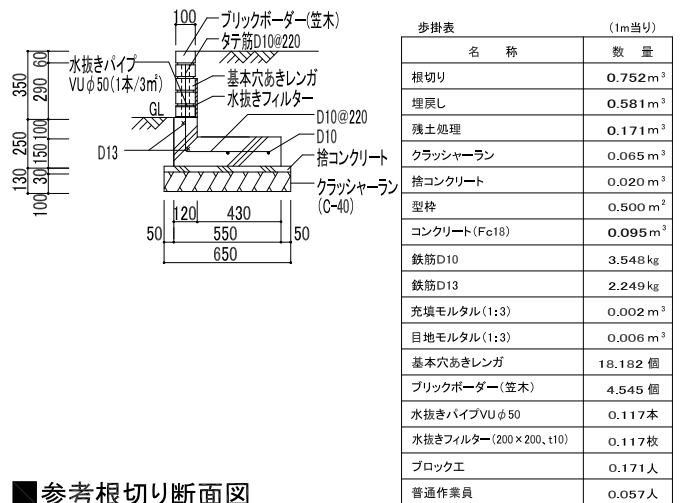 100
ブリックボーダー(笠木)
タテ筋D10@220
水抜きパイプ
VUφ50(1本/3㎡)
基本穴あきレンガ
水抜きフィルター
GL
D10@220
D10
D13
捨コンクリート
クラッシャーラン
(C-40)
350
60
290
250
100
150
130
30
100
120
430
50
550
50
650
■参考根切り断面図
歩掛表 (1m当り)
名 称 数 量
根切り 0.752m³
埋戻し 0.581m³
残土処理 0.171m³
クラッシャーラン 0.065m³
捨コンクリート 0.020m³
型枠 0.500m²
コンクリート(Fc18) 0.095m³
鉄筋D10 3.548kg
鉄筋D13 2.249kg
充填モルタル(1:3) 0.002m³
目地モルタル(1:3) 0.006m³
基本穴あきレンガ 18.182個
ブリックボーダー(笠木) 4.545個
水抜きパイプVUφ50 0.117本
水抜きフィルター(200×200、t10) 0.117枚
ブロック工 0.171人
普通作業員 0.057人